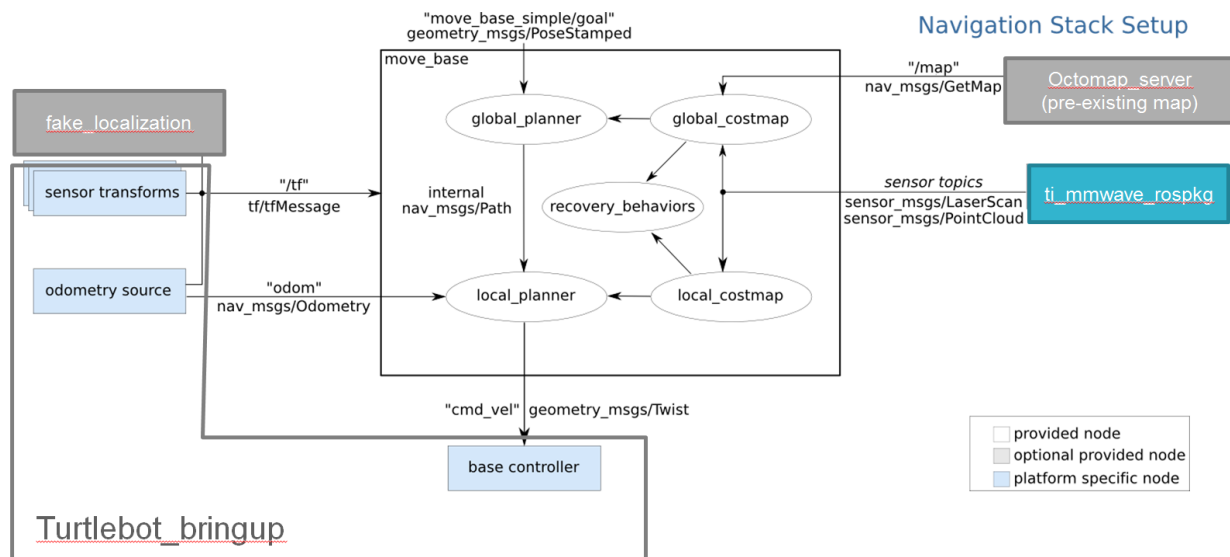 "move_base_simple/goal"
geometry_msgs/PoseStamped
Navigation Stack Setup
move_base
"/map"
nav_msgs/GetMap
Octomap_server
(pre-existing map)
fake_localization
global_planner
global_costmap
sensor transforms
"/tf"
tf/tfMessage
internal
nav_msgs/Path
recovery_behaviors
sensor topics
sensor_msgs/LaserScan
sensor_msgs/PointCloud
ti_mmwave_rospkg
odometry source
"odom"
nav_msgs/Odometry
local_planner
local_costmap
"cmd_vel" geometry_msgs/Twist
base controller
provided node
optional provided node
platform specific node
Turtlebot_bringup